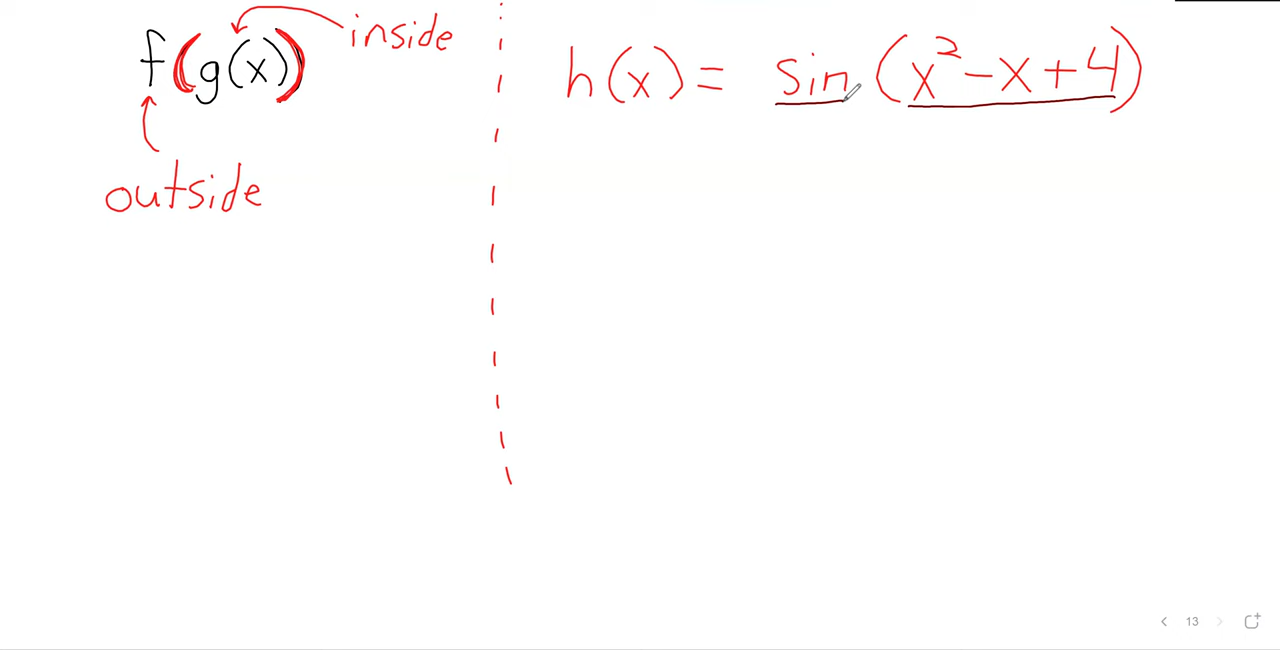 f(g(x))
inside
outside
h(x) = sin(x²-x+4)
< 13 >